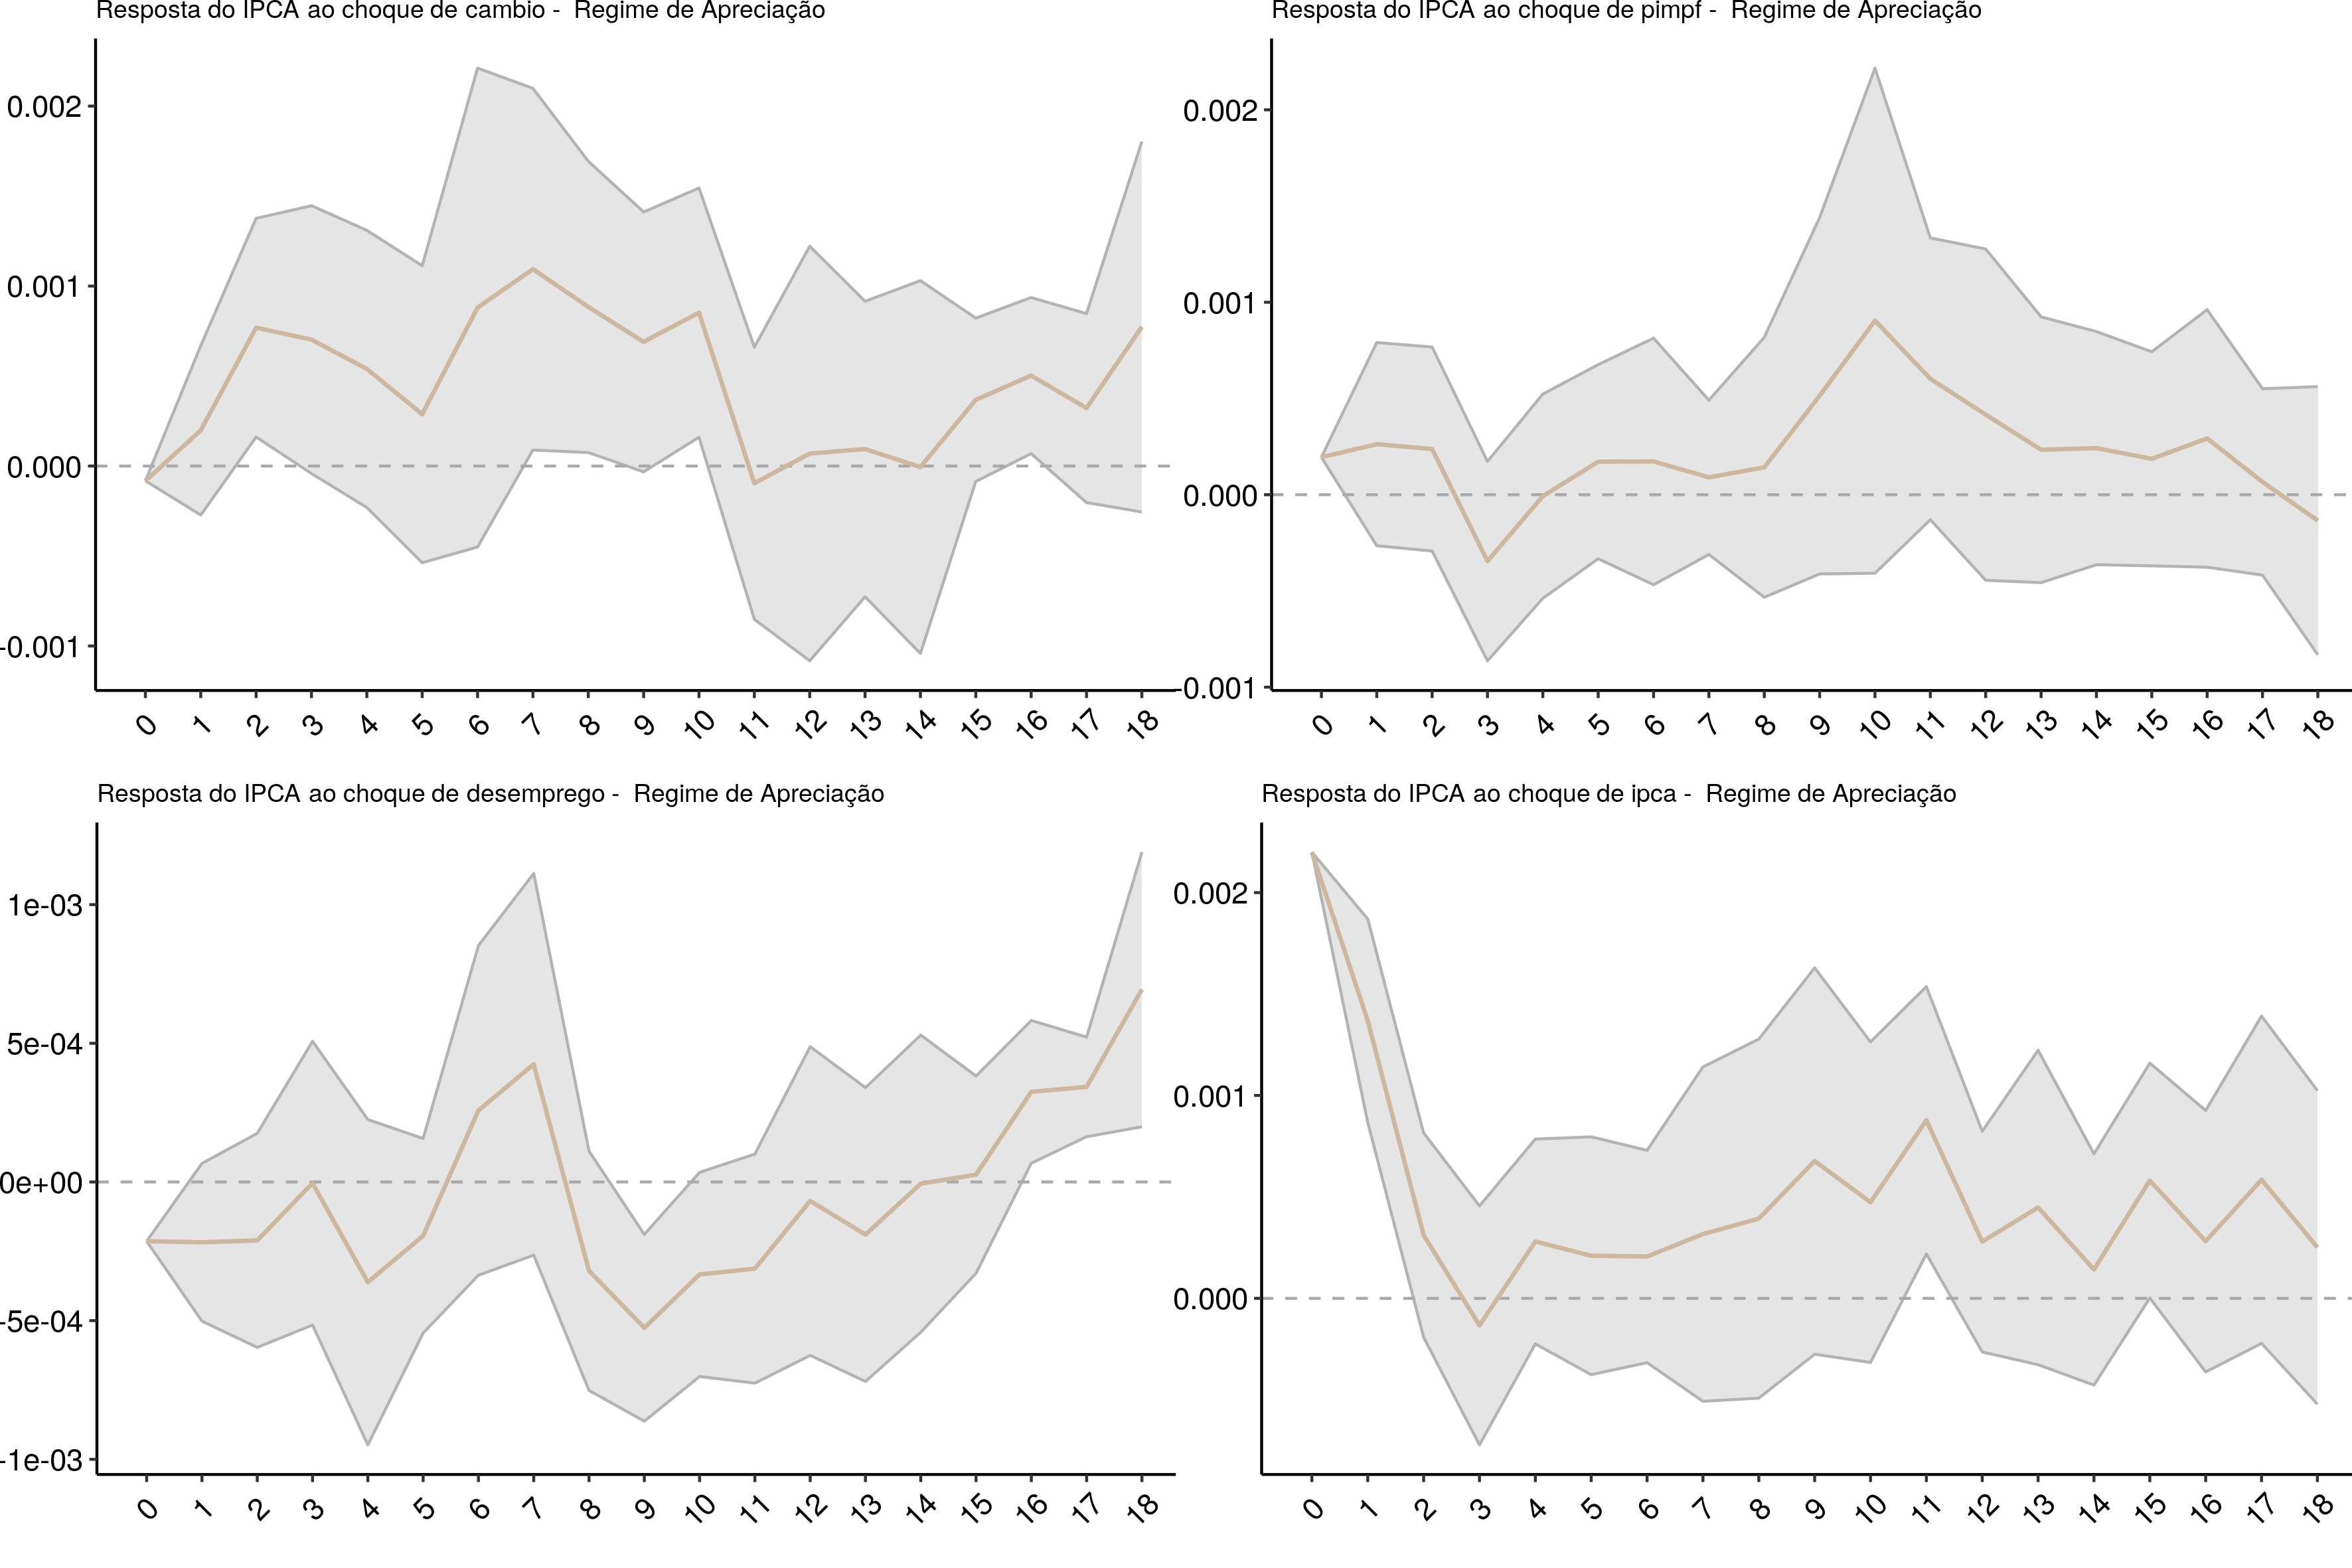 Resposta do IPCA ao choque de cambio - Regime de Apreciação
0.002
0.001
0.000
-0.001
0 1 2 3 4 5 6 7 8 9 10 11 12 13 14 15 16 17 18
Resposta do IPCA ao choque de pimpf - Regime de Apreciação
0.002
0.001
0.000
-0.001
0 1 2 3 4 5 6 7 8 9 10 11 12 13 14 15 16 17 18
Resposta do IPCA ao choque de desemprego - Regime de Apreciação
1e-03
5e-04
0e+00
-5e-04
-1e-03
0 1 2 3 4 5 6 7 8 9 10 11 12 13 14 15 16 17 18
Resposta do IPCA ao choque de ipca - Regime de Apreciação
0.002
0.001
0.000
0 1 2 3 4 5 6 7 8 9 10 11 12 13 14 15 16 17 18